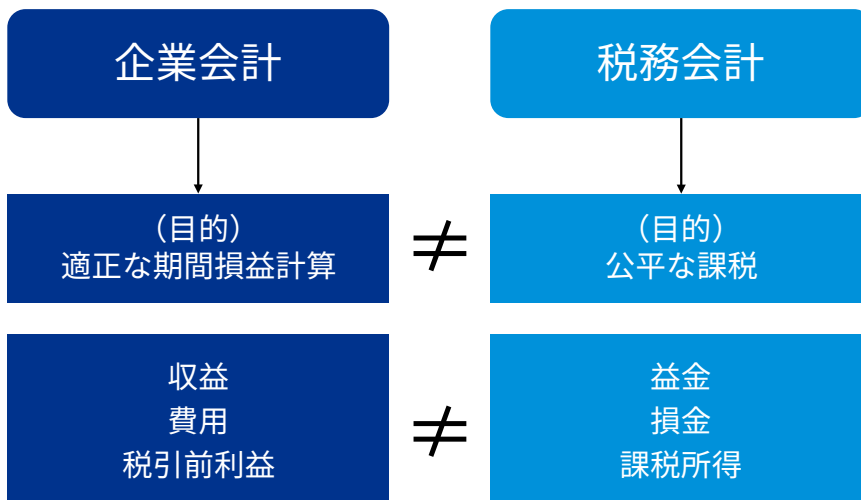 企業会計
税務会計
（目的）
適正な期間損益計算
≠
（目的）
公平な課税
収益
費用
税引前利益
≠
益金
損金
課税所得